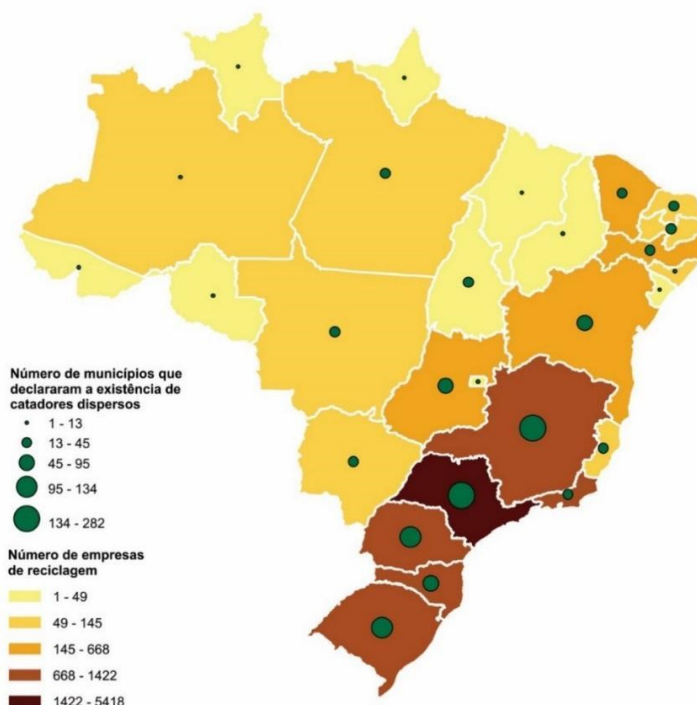 Número de municípios que
declararam a existência de
catadores dispersos
1 - 13
13 - 45
45 - 95
95 - 134
134 - 282
Número de empresas
de reciclagem
1 - 49
49 - 145
145 - 668
668 - 1422
1422 - 5418